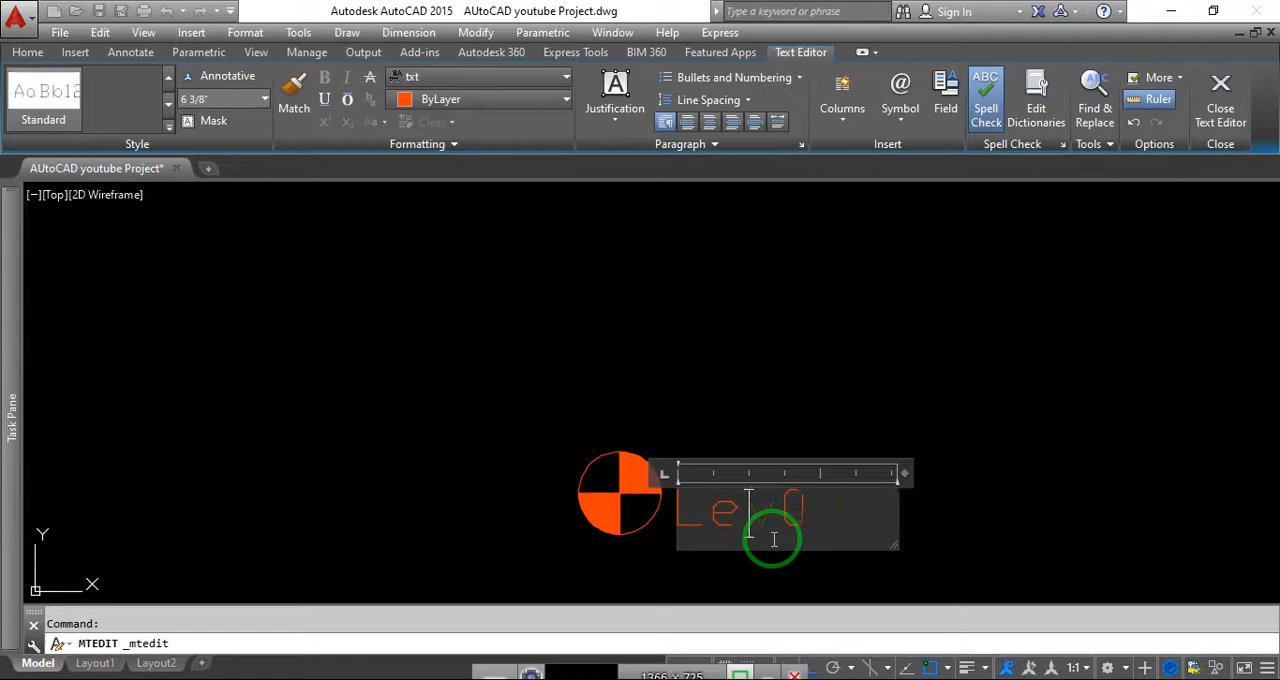 Autodesk AutoCAD 2015 AUtoCAD youtube Project.dwg
Type a keyword or phrase
Sign In
File Edit View Insert Format Tools Draw Dimension Modify Parametric Window Help Express
Home Insert Annotate Parametric View Manage Output Add-ins Autodesk 360 Express Tools BIM 360 Featured Apps Text Editor
AaBb12
Standard
Annotative
6 3/8"
Mask
Style
Match
txt
ByLayer
Clear
Formatting
Justification
Bullets and Numbering
Line Spacing
Paragraph
Columns
Symbol
Field
Insert
ABC
Spell
Check
Edit
Dictionaries
Spell Check
Find &
Replace
Tools
More
Ruler
Options
Close
Text Editor
Close
AUtoCAD youtube Project*
[−][Top][2D Wireframe]
Task Pane
Y
X
Command:
MTEDIT _mtedit
Model Layout1 Layout2
1366 × 725
1:1